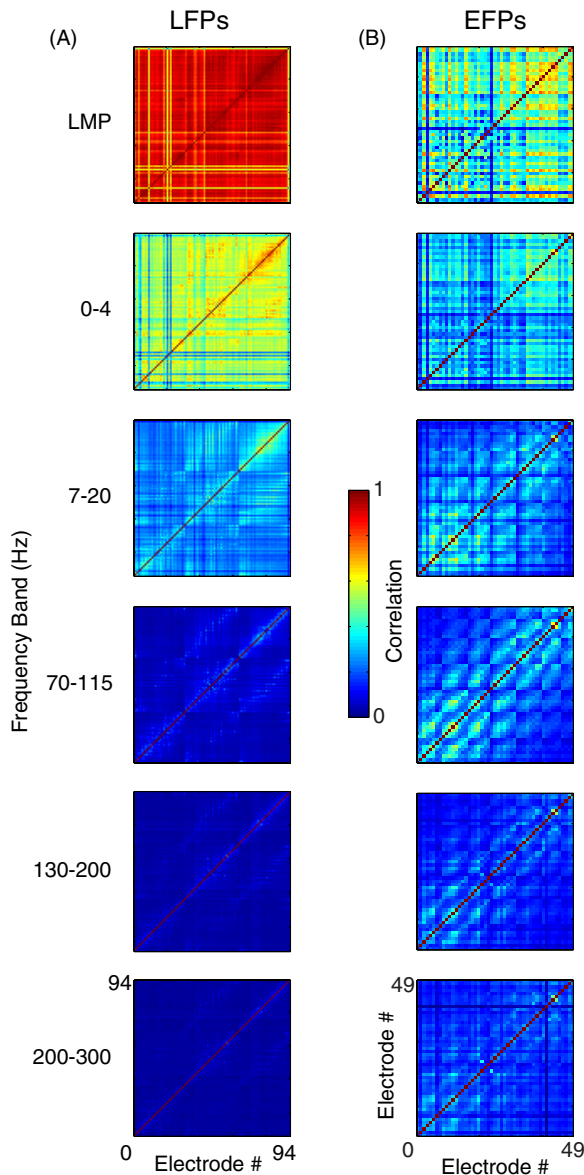 (A)
LFPs
(B)
EFPs
LMP
0-4
7-20
70-115
130-200
200-300
Frequency Band (Hz)
1
Correlation
0
94
0
Electrode #
94
49
Electrode #
0
Electrode #
49